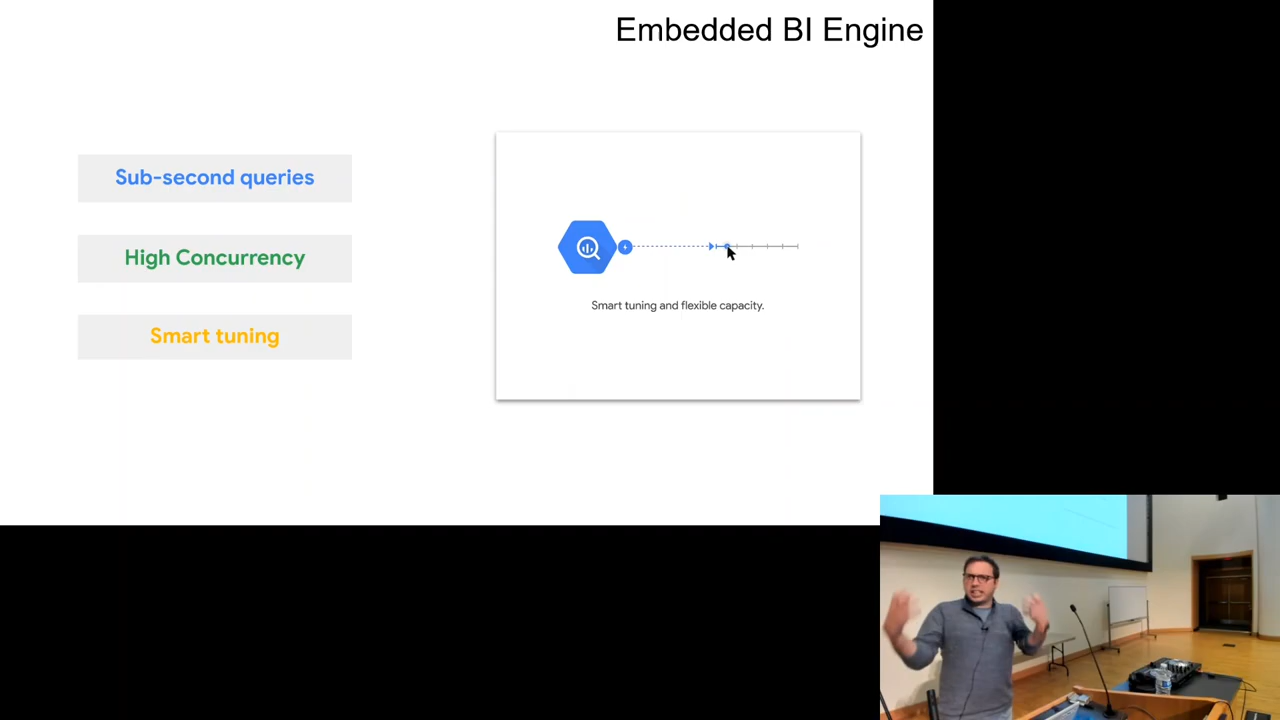 Embedded BI Engine
Sub-second queries
High Concurrency
Smart tuning
Smart tuning and flexible capacity.